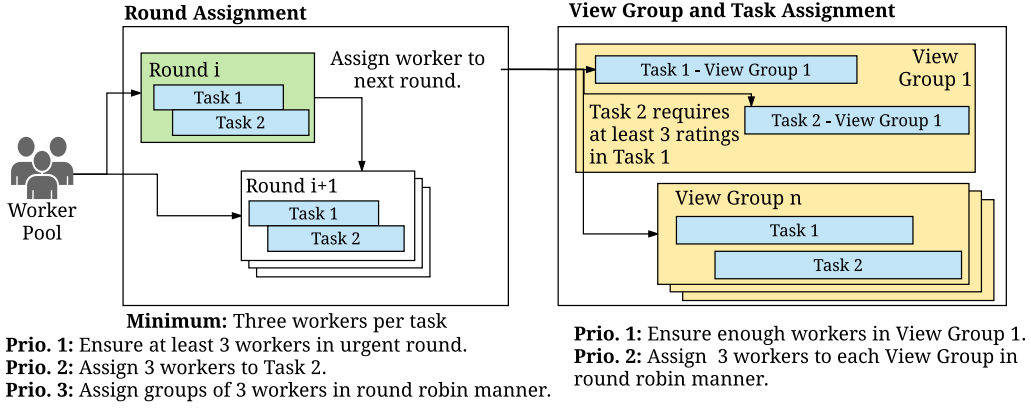 Round Assignment
Round i
Task 1
Task 2
Assign worker to
next round.
Worker
Pool
Round i+1
Task 1
Task 2
Minimum: Three workers per task
Prio. 1: Ensure at least 3 workers in urgent round.
Prio. 2: Assign 3 workers to Task 2.
Prio. 3: Assign groups of 3 workers in round robin manner.
View Group and Task Assignment
View
Group 1
Task 1 - View Group 1
Task 2 requires
at least 3 ratings
in Task 1
Task 2 - View Group 1
View Group n
Task 1
Task 2
Prio. 1: Ensure enough workers in View Group 1.
Prio. 2: Assign 3 workers to each View Group in
round robin manner.